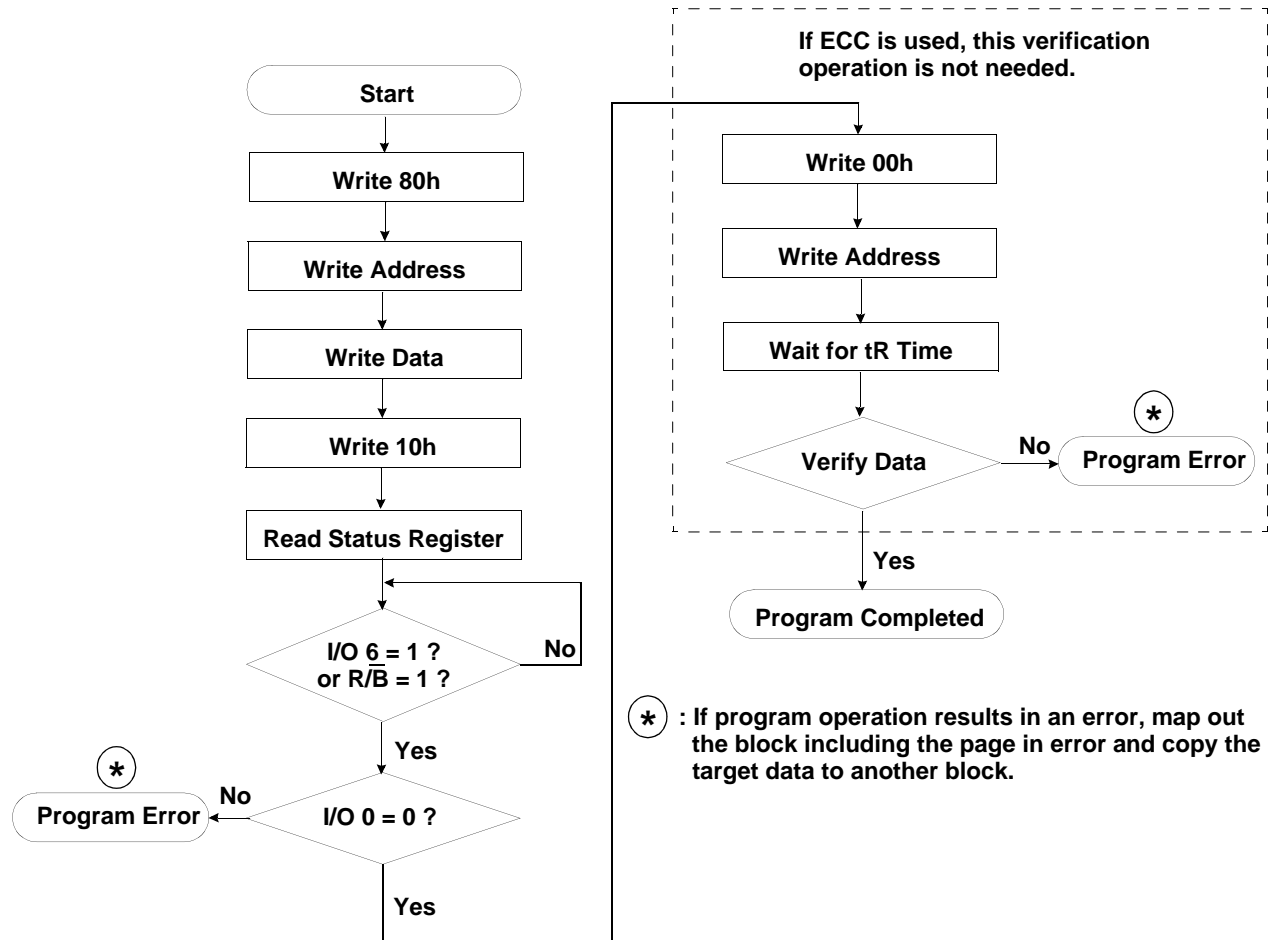 Start
Write 80h
Write Address
Write Data
Write 10h
Read Status Register
I/O 6 = 1 ?
or R/B̅ = 1 ?
No
Yes
*
No
Program Error
I/O 0 = 0 ?
Yes
If ECC is used, this verification
operation is not needed.
Write 00h
Write Address
Wait for tR Time
*
Verify Data
No
Program Error
Yes
Program Completed
* : If program operation results in an error, map out
the block including the page in error and copy the
target data to another block.